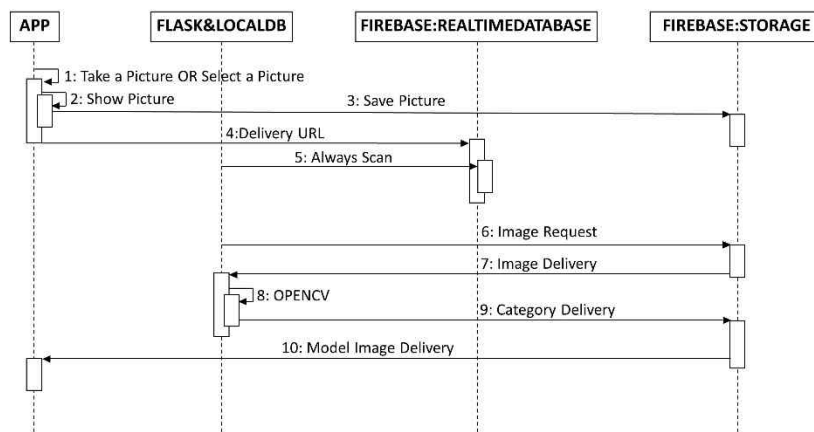 APP
FLASK&LOCALDB
FIREBASE:REALTIMEDATABASE
FIREBASE:STORAGE
1: Take a Picture OR Select a Picture
2: Show Picture
3: Save Picture
4:Delivery URL
5: Always Scan
6: Image Request
7: Image Delivery
8: OPENCV
9: Category Delivery
10: Model Image Delivery